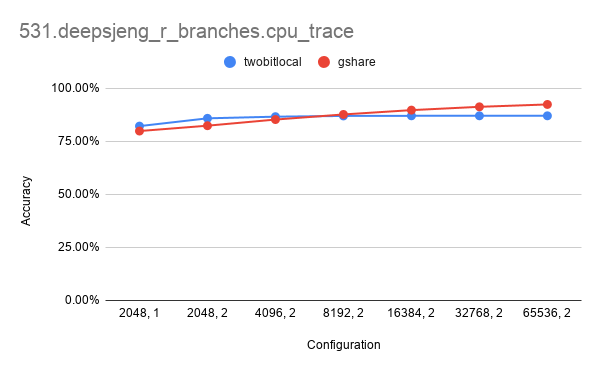 531.deepsjeng_r_branches.cpu_trace
twobitlocal gshare
100.00%
75.00%
50.00%
25.00%
0.00%
Accuracy
2048, 1 2048, 2 4096, 2 8192, 2 16384, 2 32768, 2 65536, 2
Configuration